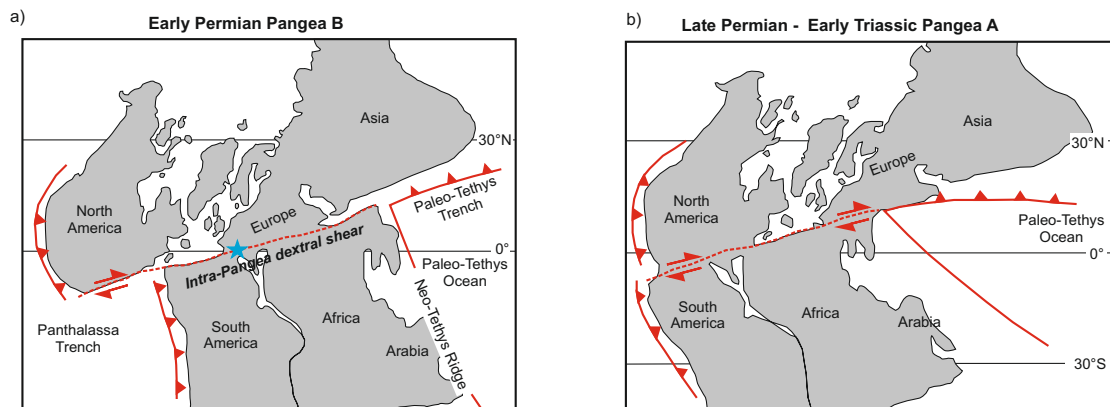 a)
Early Permian Pangea B
Asia
30°N
North
America
Europe
Paleo-Tethys
Trench
Intra-Pangea dextral shear
0°
Paleo-Tethys
Ocean
Neo-Tethys Ridge
Panthalassa
Trench
South
America
Africa
Arabia
b)
Late Permian - Early Triassic Pangea A
Asia
30°N
Europe
North
America
Paleo-Tethys
Ocean
0°
South
America
Africa
Arabia
30°S